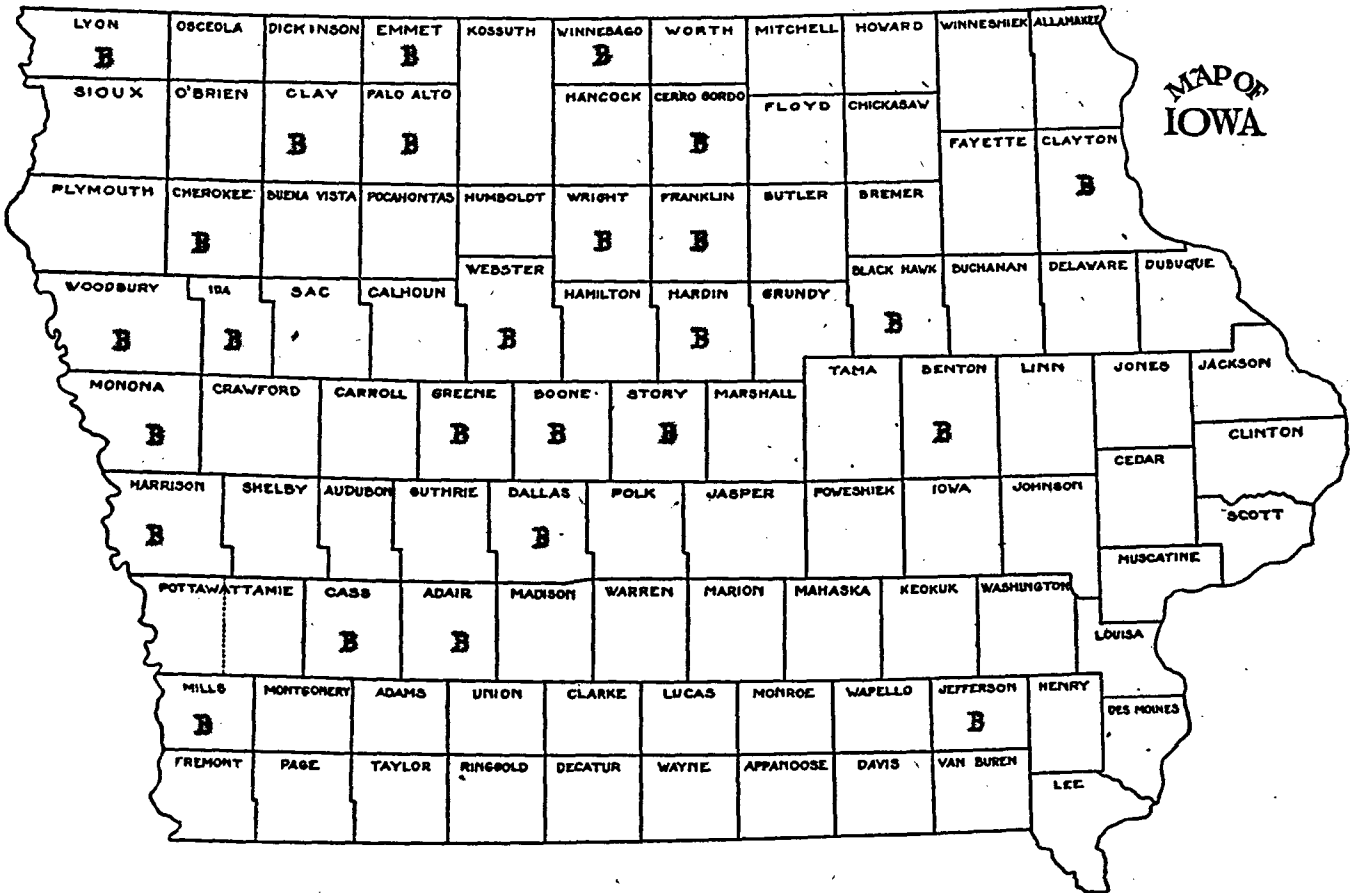 LYON OSCEOLA DICKINSON EMMET KOSSUTH WINNEBAGO WORTH MITCHELL HOWARD WINNESHIEK ALLAMAKEE
B B B
MAP OF
IOWA
SIOUX O'BRIEN CLAY PALO ALTO HANCOCK CERRO GORDO FLOYD CHICKASAW
B B B
FAYETTE CLAYTON
B
PLYMOUTH CHEROKEE BUENA VISTA POCAHONTAS HUMBOLDT WRIGHT FRANKLIN BUTLER BREMER
B B B
WEBSTER BLACK HAWK BUCHANAN DELAWARE DUBUQUE
WOODBURY IDA SAC CALHOUN HAMILTON HARDIN GRUNDY
B B B B B
TAMA BENTON LINN JONES JACKSON
MONONA CRAWFORD CARROLL GREENE BOONE STORY MARSHALL
B B B B B
CLINTON
CEDAR
HARRISON SHELBY AUDUBON GUTHRIE DALLAS POLK JASPER POWESHIEK IOWA JOHNSON
SCOTT
B B
MUSCATINE
POTTAWATTAMIE CASS ADAIR MADISON WARREN MARION MAHASKA KEOKUK WASHINGTON
B B
LOUISA
MILLS MONTGOMERY ADAMS UNION CLARKE LUCAS MONROE WAPELLO JEFFERSON HENRY
DES MOINES
B B
FREMONT PAGE TAYLOR RINGGOLD DECATUR WAYNE APPANOOSE DAVIS VAN BUREN
LEE